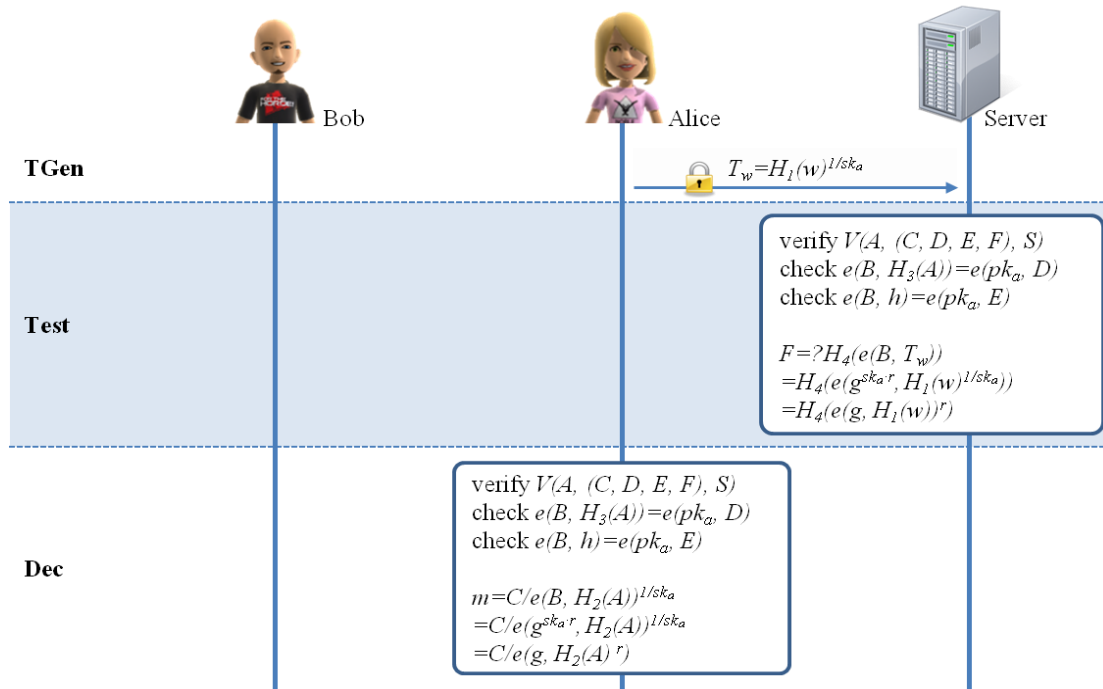 Bob
Alice
Server
TGen
T_w=H_1(w)^{1/sk_a}
verify V(A, (C, D, E, F), S)
check e(B, H_3(A))=e(pk_a, D)
check e(B, h)=e(pk_a, E)
Test
F=?H_4(e(B, T_w))
=H_4(e(g^{sk_a·r}, H_1(w)^{1/sk_a}))
=H_4(e(g, H_1(w))^r)
verify V(A, (C, D, E, F), S)
check e(B, H_3(A))=e(pk_a, D)
check e(B, h)=e(pk_a, E)
Dec
m=C/e(B, H_2(A))^{1/sk_a}
=C/e(g^{sk_a·r}, H_2(A))^{1/sk_a}
=C/e(g, H_2(A)^r)